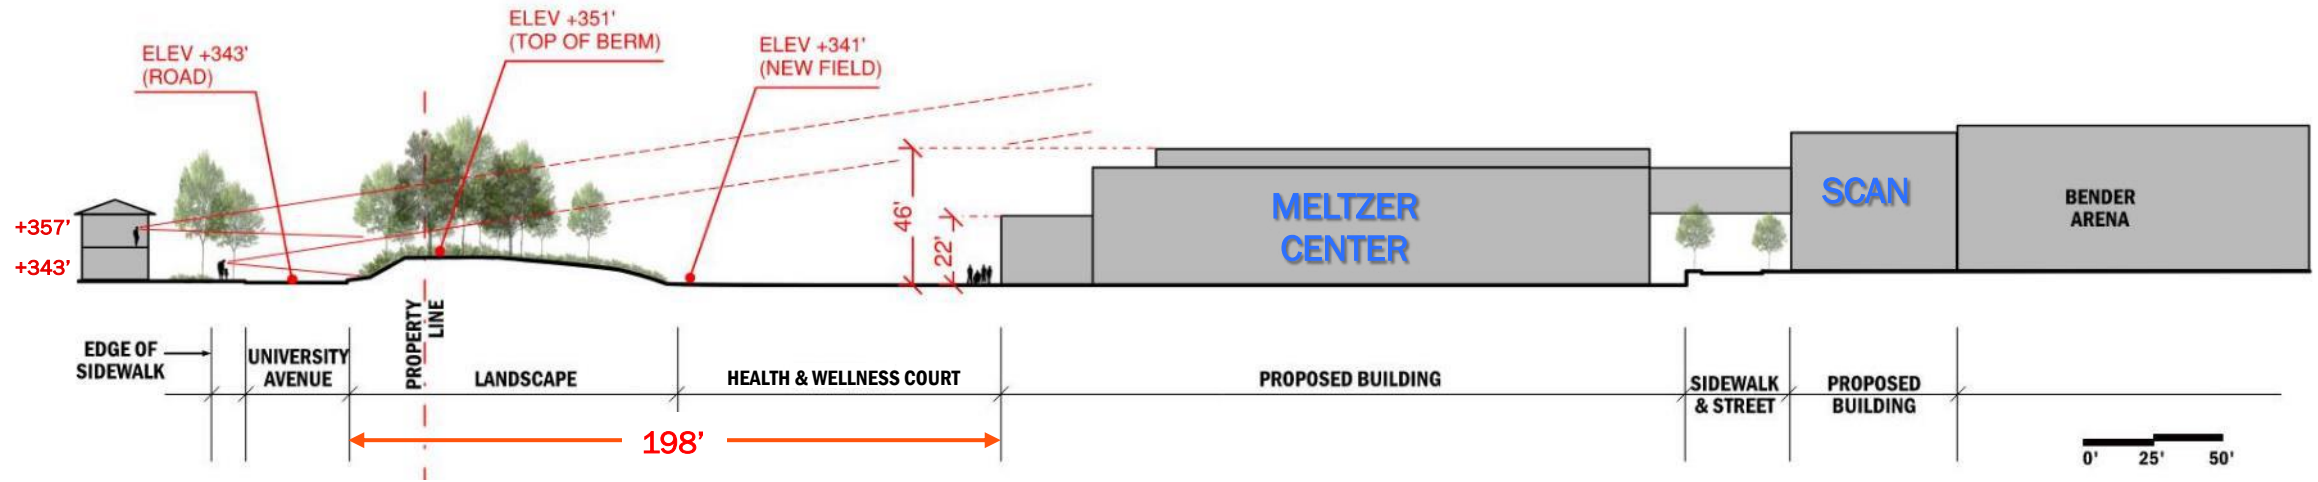 ELEV +343'
(ROAD)
ELEV +351'
(TOP OF BERM)
ELEV +341'
(NEW FIELD)
+357'
+343'
46'
22'
MELTZER
CENTER
SCAN
BENDER
ARENA
EDGE OF
SIDEWALK
UNIVERSITY
AVENUE
PROPERTY
LINE
LANDSCAPE
HEALTH & WELLNESS COURT
PROPOSED BUILDING
SIDEWALK
& STREET
PROPOSED
BUILDING
198'
0' 25' 50'